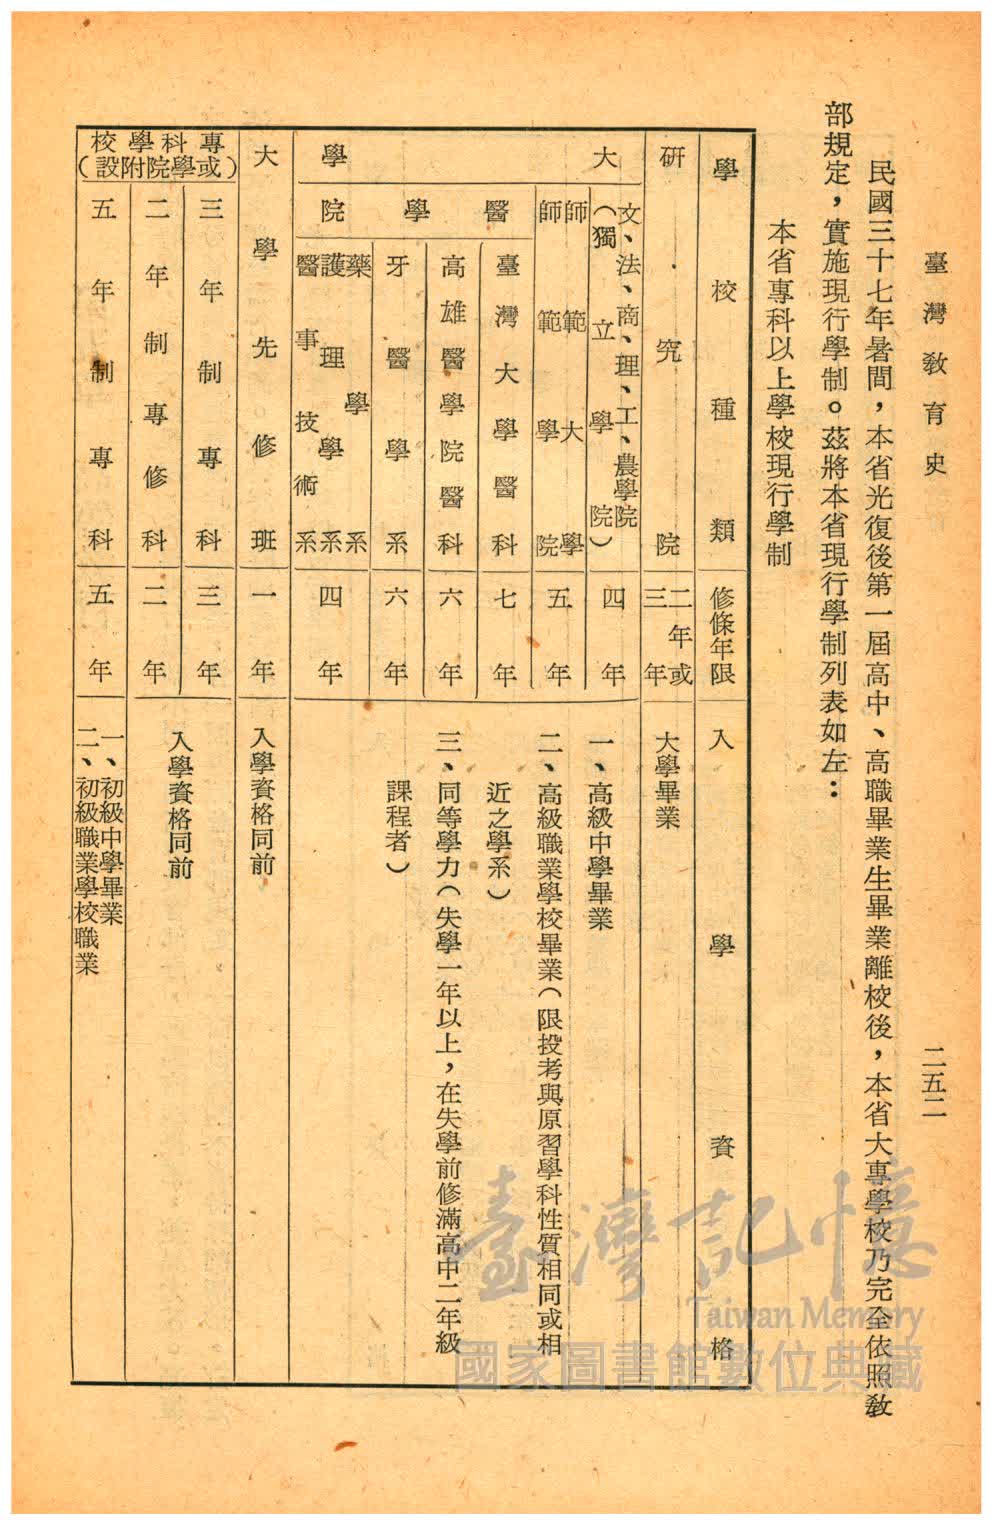 臺灣教育史
二五二
民國三十七年暑間，本省光復後第一屆高中、高職畢業生畢業離校後，本省大專學校乃完全依照教
部規定，實施現行學制。茲將本省現行學制列表如左：
本省專科以上學校現行學制
學校種類
修條年限
入學資格
研究院
二年或
三年
大學畢業
大學
文、法、商、理、工、農學院
（獨立學院）
四年
師範大學
師範學院
五年
醫學院
臺灣大學醫科
七年
高雄醫學院醫科
六年
牙醫學系
六年
藥學系
護理學系
醫事技術系
四年
一、高級中學畢業
二、高級職業學校畢業（限投考與原習學科性質相同或相
近之學系）
三、同等學力（失學一年以上，在失學前修滿高中二年級
課程者）
大學先修班
一年
入學資格同前
專科學校
（或學院附設）
三年制專科
三年
二年制專修科
二年
入學資格同前
五年制專科
五年
一、初級中學畢業
二、初級職業學校職業
臺灣記憶
Taiwan Memory
國家圖書館數位典藏